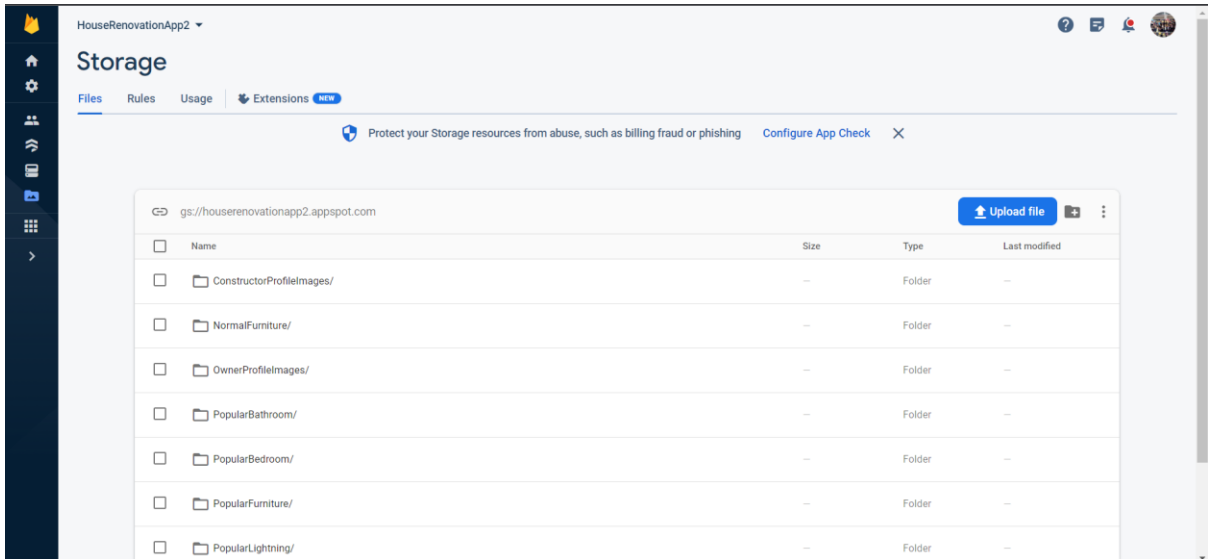 HouseRenovationApp2
Storage
Files Rules Usage Extensions NEW
Protect your Storage resources from abuse, such as billing fraud or phishing Configure App Check
gs://houserenovationapp2.appspot.com Upload file
Name Size Type Last modified
ConstructorProfileImages/ — Folder —
NormalFurniture/ — Folder —
OwnerProfileImages/ — Folder —
PopularBathroom/ — Folder —
PopularBedroom/ — Folder —
PopularFurniture/ — Folder —
PopularLightning/ — Folder —